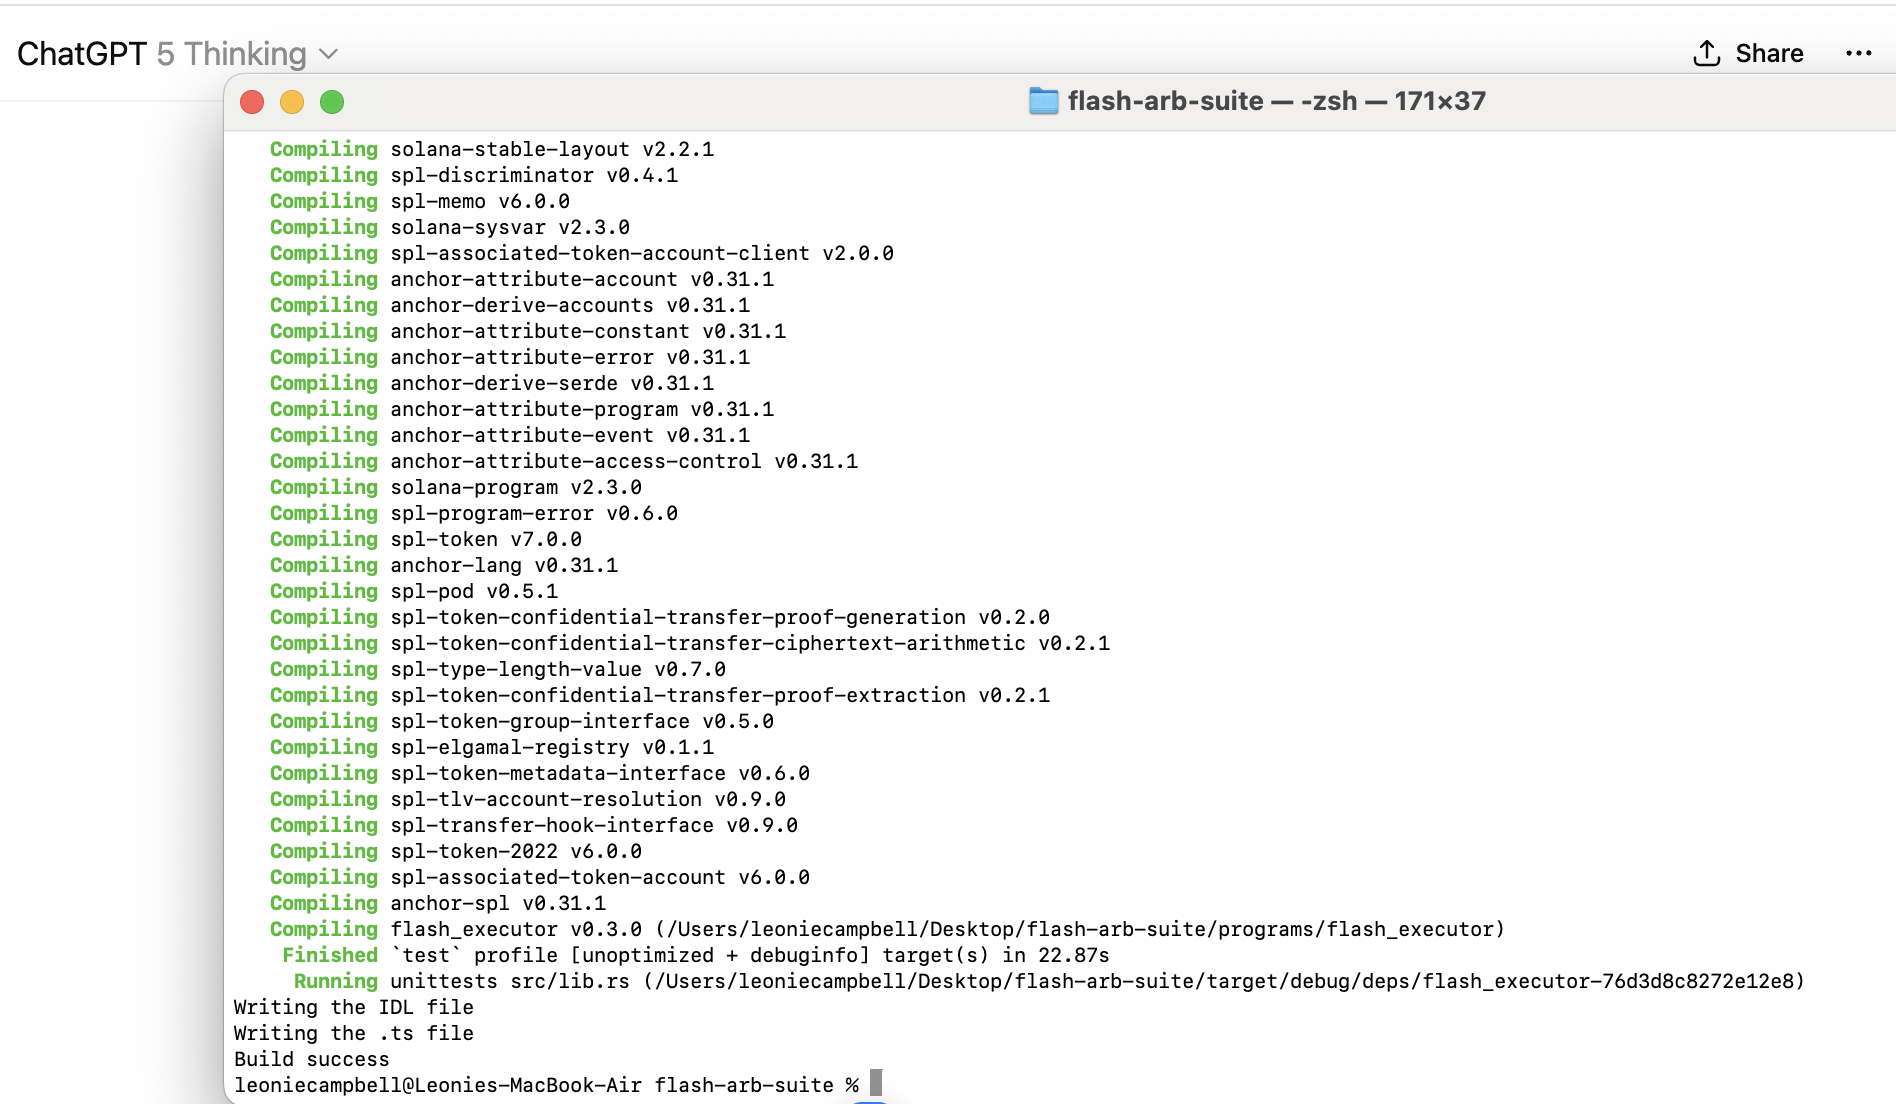 ChatGPT 5 Thinking
Share
flash-arb-suite — -zsh — 171×37
Compiling solana-stable-layout v2.2.1
Compiling spl-discriminator v0.4.1
Compiling spl-memo v6.0.0
Compiling solana-sysvar v2.3.0
Compiling spl-associated-token-account-client v2.0.0
Compiling anchor-attribute-account v0.31.1
Compiling anchor-derive-accounts v0.31.1
Compiling anchor-attribute-constant v0.31.1
Compiling anchor-attribute-error v0.31.1
Compiling anchor-derive-serde v0.31.1
Compiling anchor-attribute-program v0.31.1
Compiling anchor-attribute-event v0.31.1
Compiling anchor-attribute-access-control v0.31.1
Compiling solana-program v2.3.0
Compiling spl-program-error v0.6.0
Compiling spl-token v7.0.0
Compiling anchor-lang v0.31.1
Compiling spl-pod v0.5.1
Compiling spl-token-confidential-transfer-proof-generation v0.2.0
Compiling spl-token-confidential-transfer-ciphertext-arithmetic v0.2.1
Compiling spl-type-length-value v0.7.0
Compiling spl-token-confidential-transfer-proof-extraction v0.2.1
Compiling spl-token-group-interface v0.5.0
Compiling spl-elgamal-registry v0.1.1
Compiling spl-token-metadata-interface v0.6.0
Compiling spl-tlv-account-resolution v0.9.0
Compiling spl-transfer-hook-interface v0.9.0
Compiling spl-token-2022 v6.0.0
Compiling spl-associated-token-account v6.0.0
Compiling anchor-spl v0.31.1
Compiling flash_executor v0.3.0 (/Users/leoniecampbell/Desktop/flash-arb-suite/programs/flash_executor)
Finished `test` profile [unoptimized + debuginfo] target(s) in 22.87s
Running unittests src/lib.rs (/Users/leoniecampbell/Desktop/flash-arb-suite/target/debug/deps/flash_executor-76d3d8c8272e12e8)
Writing the IDL file
Writing the .ts file
Build success
leoniecampbell@Leonies-MacBook-Air flash-arb-suite %